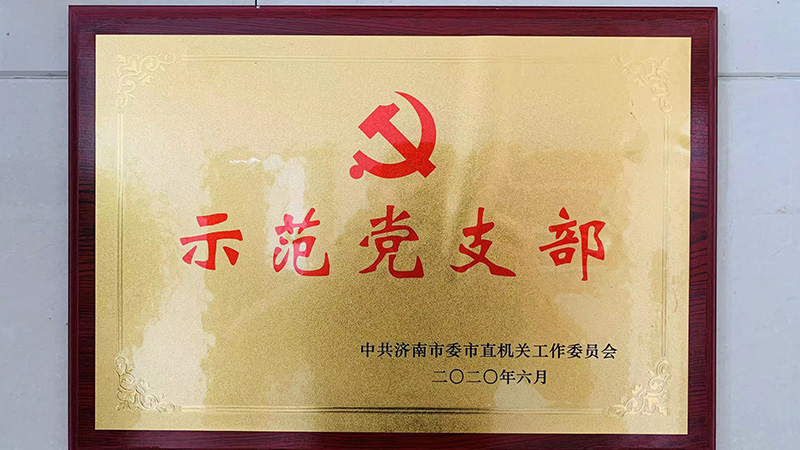 示范党支部
中共济南市委市直机关工作委员会
二〇二〇年六月